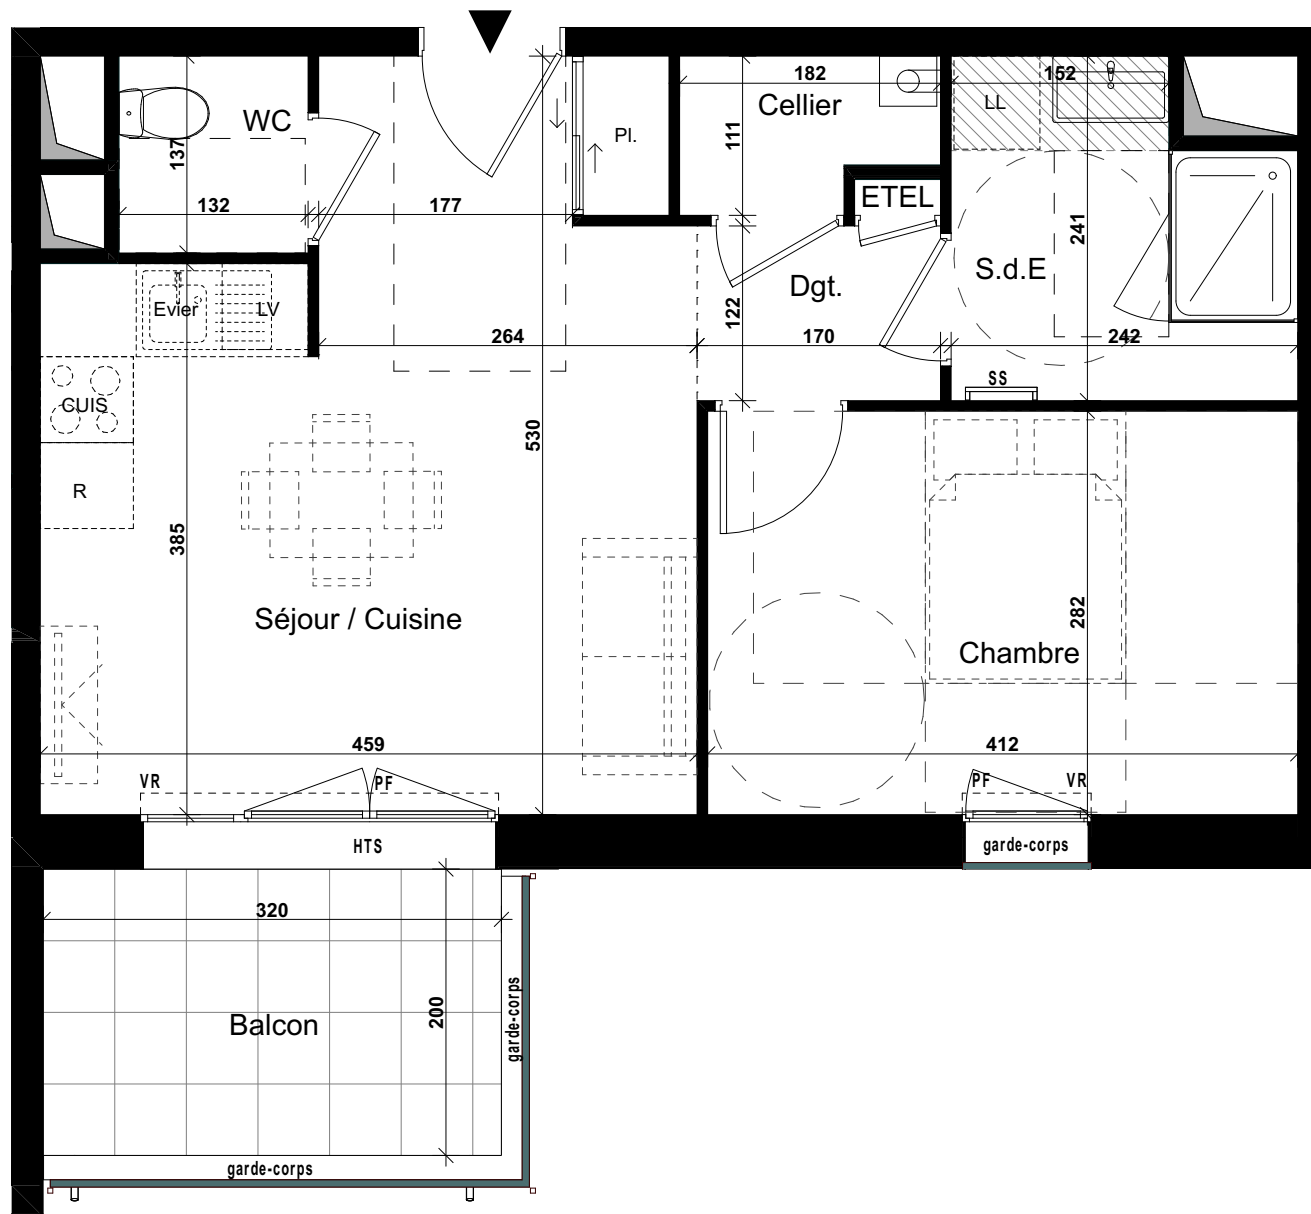 182
152
LL
Cellier
WC
Pl.
137
111
132
177
ETEL
241
S.d.E
Dgt.
122
Evier
LV
264
170
242
SS
CUIS
530
R
385
Séjour / Cuisine
282
Chambre
459
412
VR
PF
PF
VR
HTS
garde-corps
320
200
Balcon
garde-corps
garde-corps